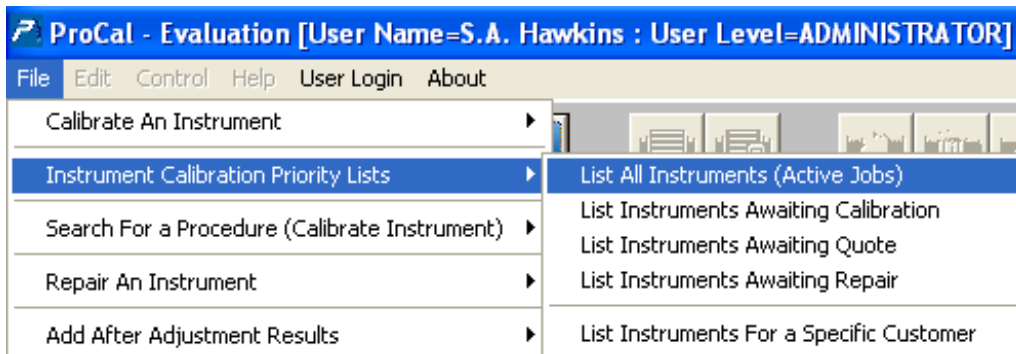 ProCal - Evaluation [User Name=S.A. Hawkins : User Level=ADMINISTRATOR]
File Edit Control Help User Login About
Calibrate An Instrument
Instrument Calibration Priority Lists
Search For a Procedure (Calibrate Instrument)
Repair An Instrument
Add After Adjustment Results
List All Instruments (Active Jobs)
List Instruments Awaiting Calibration
List Instruments Awaiting Quote
List Instruments Awaiting Repair
List Instruments For a Specific Customer